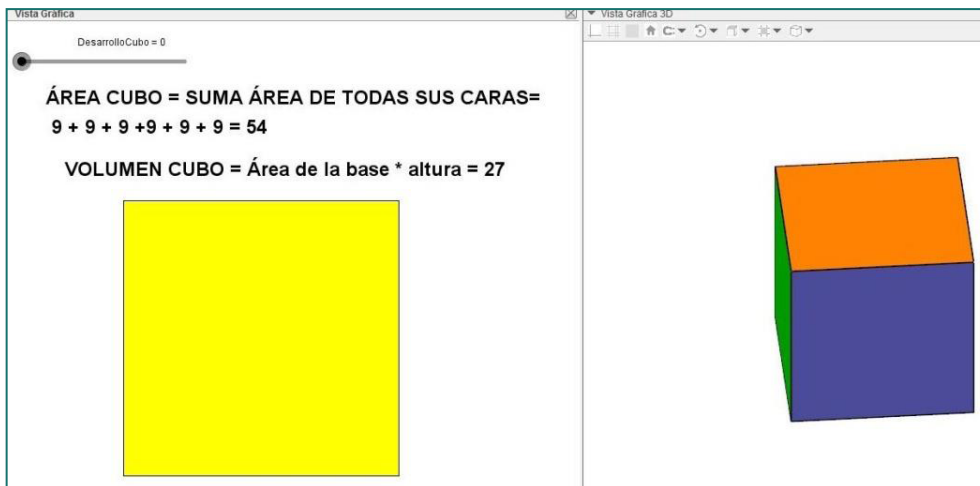 Vista Gráfica
Vista Gráfica 3D
DesarrolloCubo = 0
ÁREA CUBO = SUMA ÁREA DE TODAS SUS CARAS=
9 + 9 + 9 +9 + 9 + 9 = 54
VOLUMEN CUBO = Área de la base * altura = 27